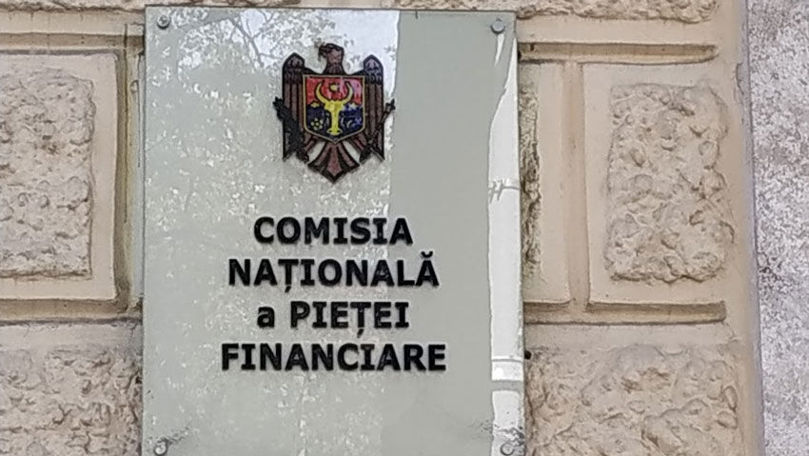 COMISIA
NAȚIONALĂ
a PIEȚEI
FINANCIARE